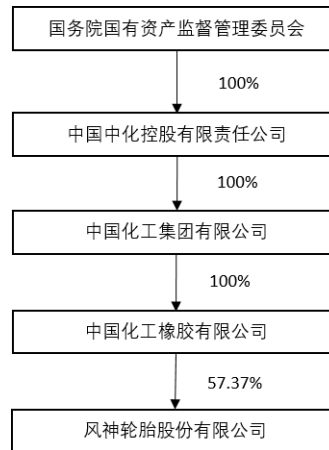 国务院国有资产监督管理委员会
100%
中国中化控股有限责任公司
100%
中国化工集团有限公司
100%
中国化工橡胶有限公司
57.37%
风神轮胎股份有限公司